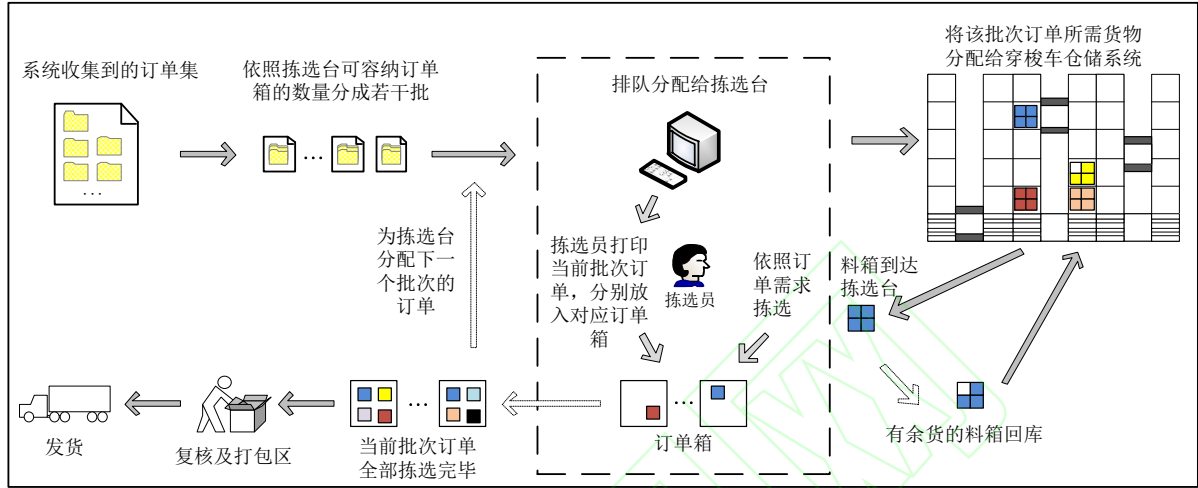 系统收集到的订单集
...
依照拣选台可容纳订单
箱的数量分成若干批
...
排队分配给拣选台
将该批次订单所需货物
分配给穿梭车仓储系统
为拣选台
分配下一
个批次的
订单
拣选员打印
当前批次订
单，分别放
入对应订单
箱
拣选员
依照订
单需求
拣选
料箱到达
拣选台
发货
复核及打包区
...
当前批次订单
全部拣选完毕
...
订单箱
有余货的料箱回库